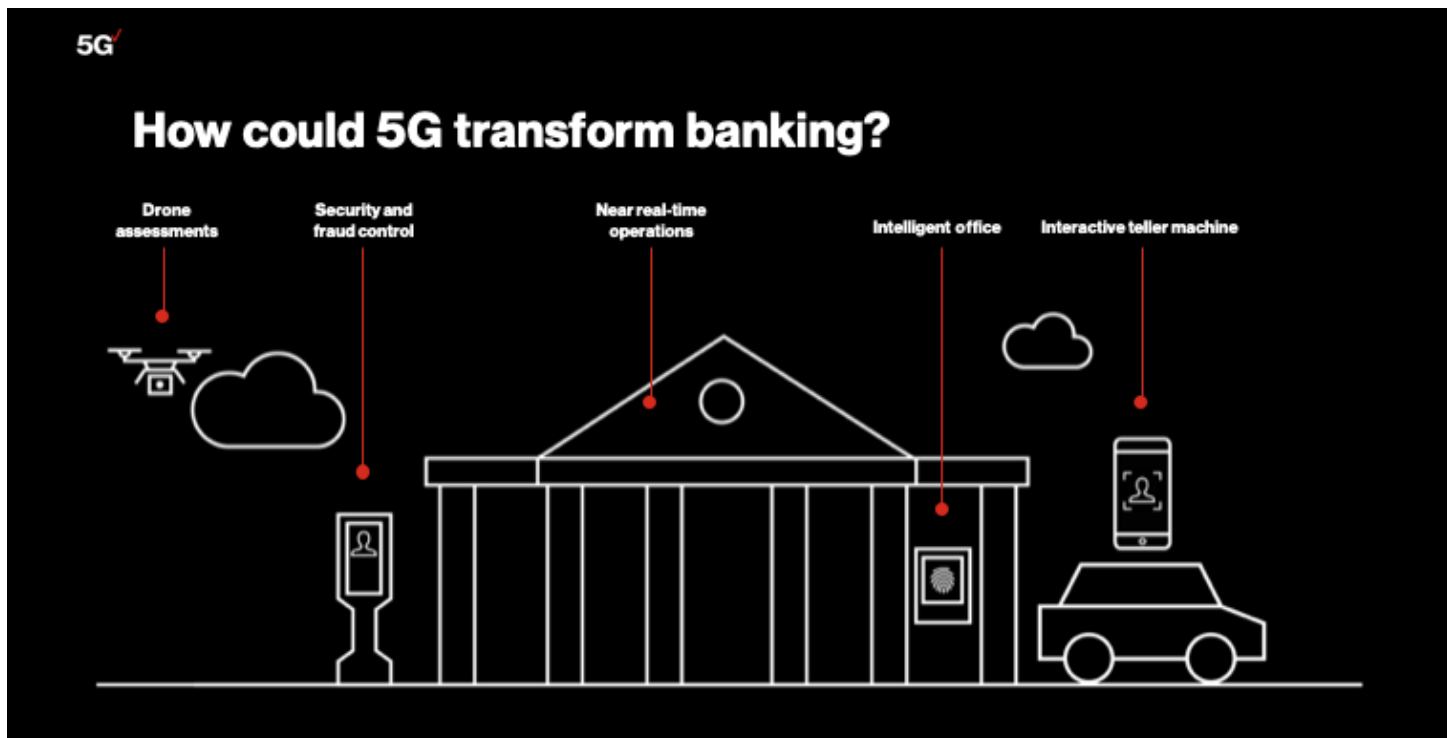 5G
How could 5G transform banking?
Drone
assessments
Security and
fraud control
Near real-time
operations
Intelligent office
Interactive teller machine